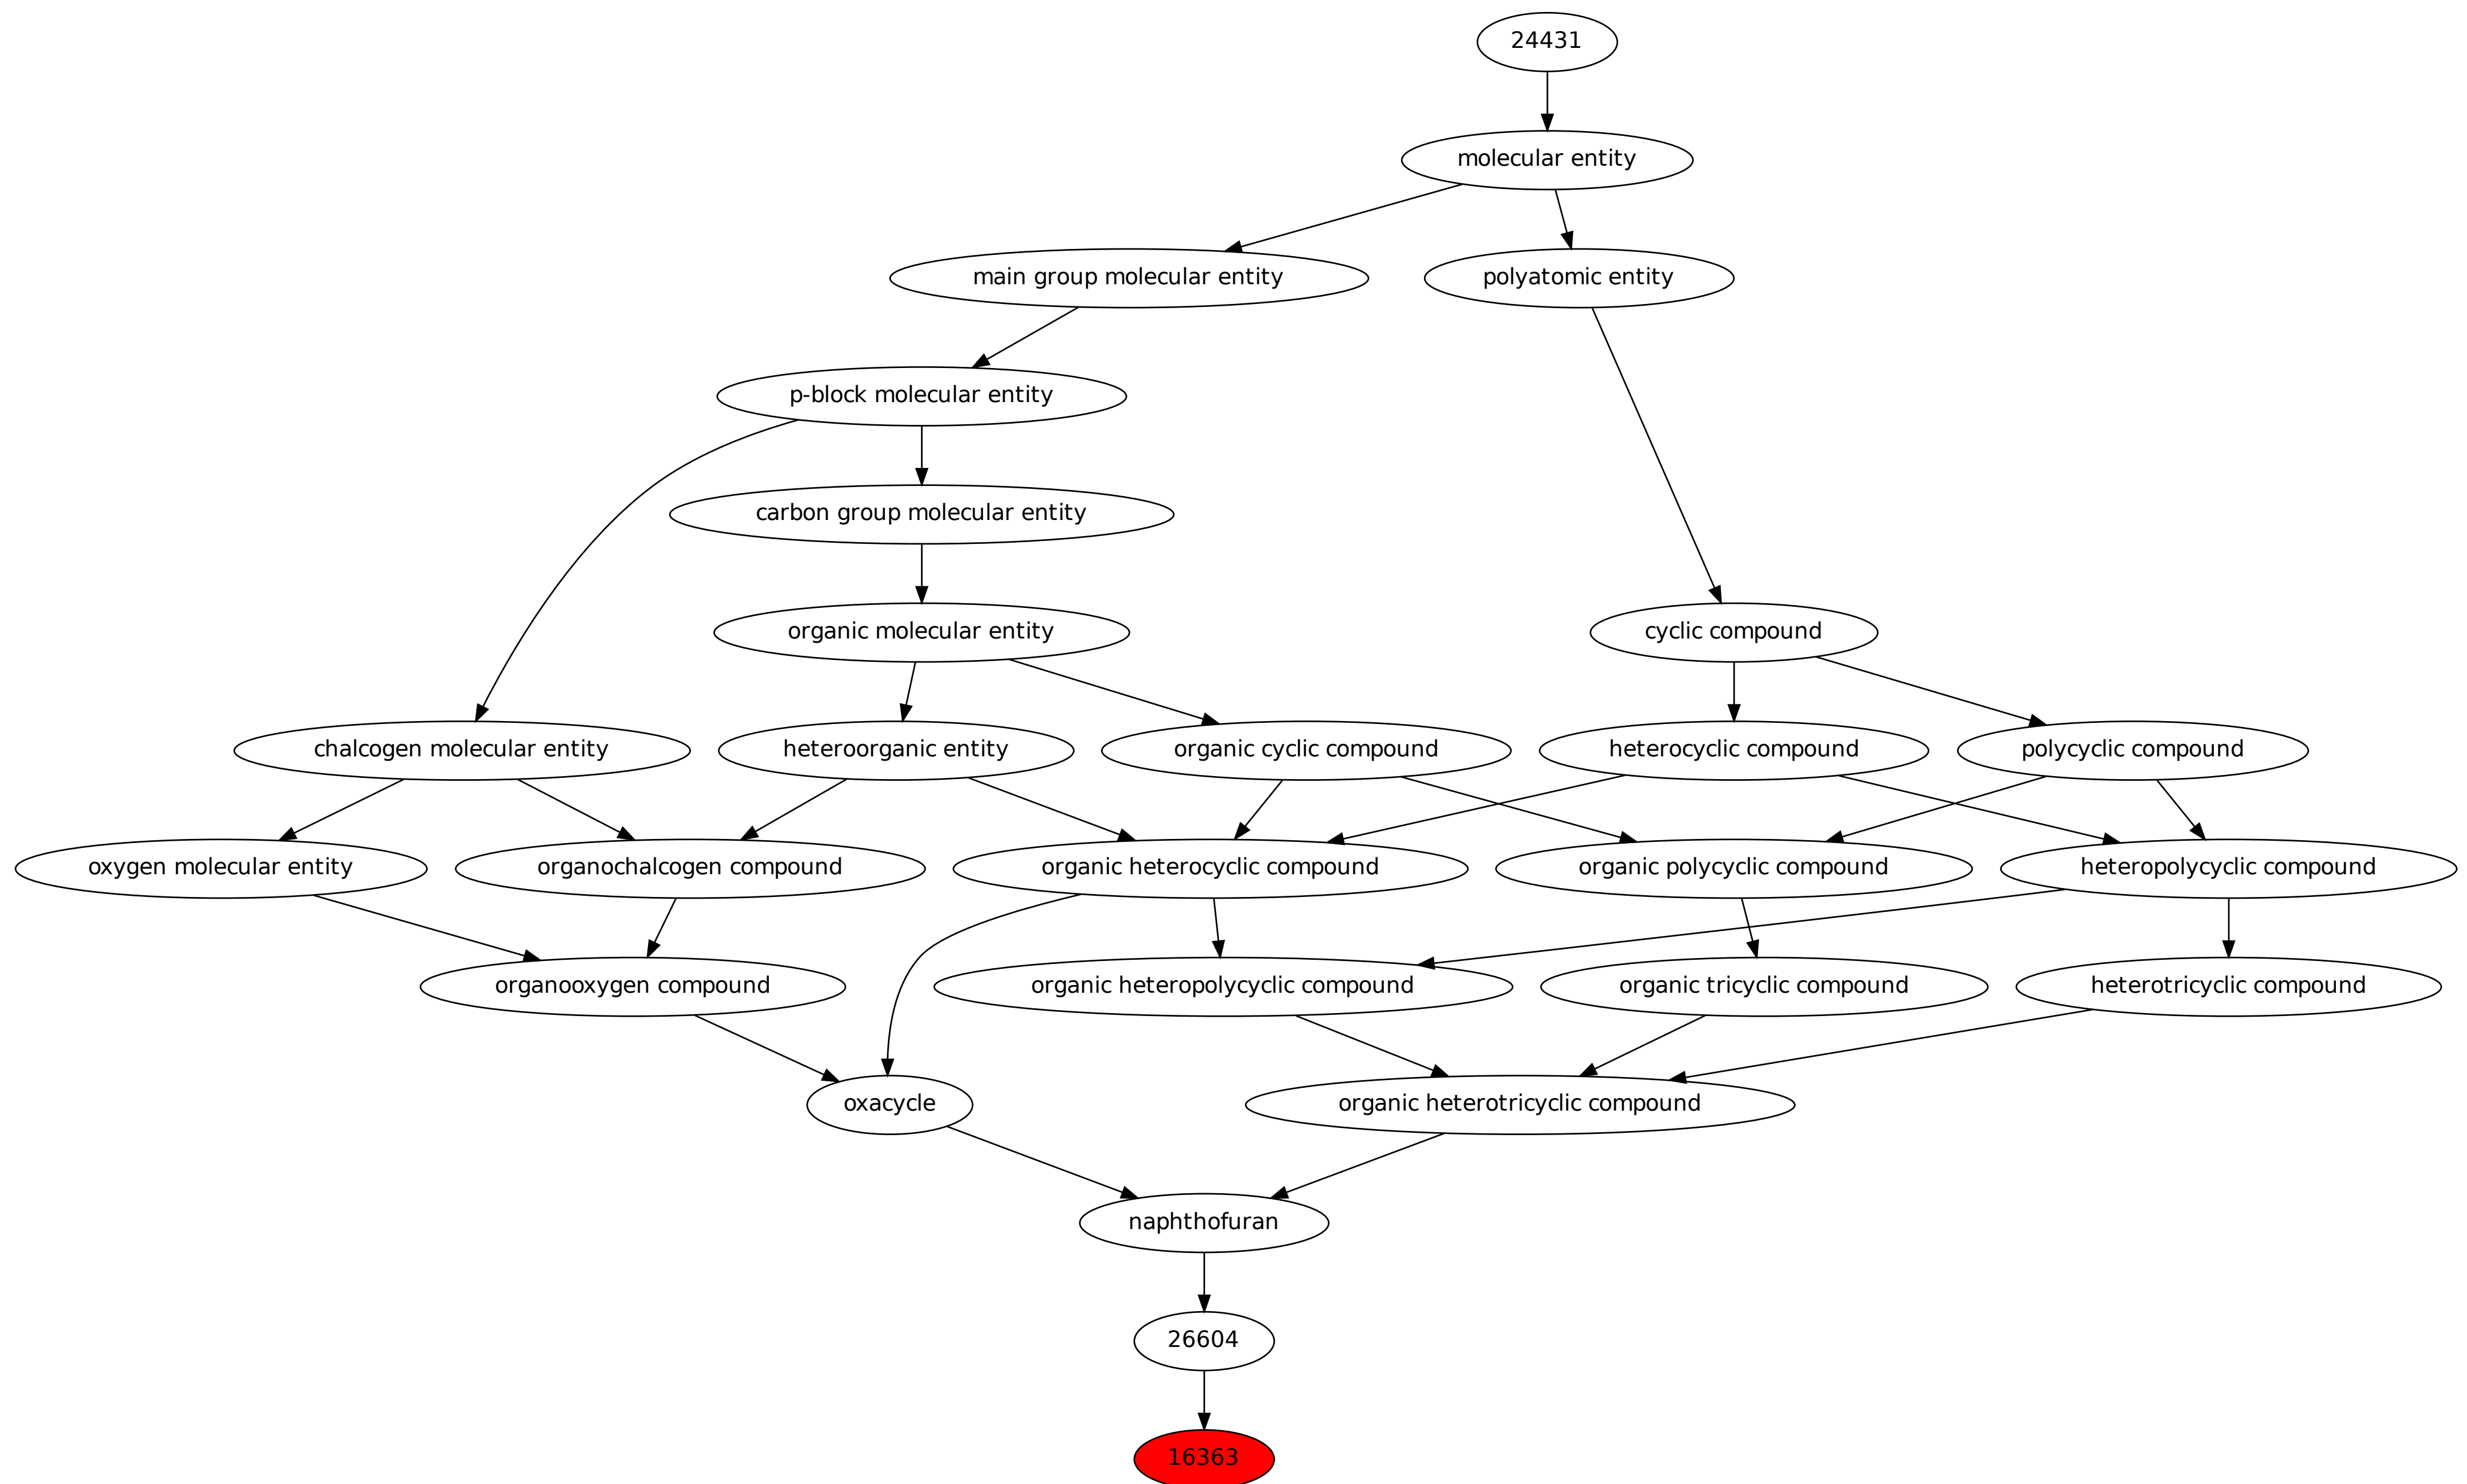 24431
molecular entity
main group molecular entity
polyatomic entity
p-block molecular entity
carbon group molecular entity
organic molecular entity
cyclic compound
chalcogen molecular entity
heteroorganic entity
organic cyclic compound
heterocyclic compound
polycyclic compound
oxygen molecular entity
organochalcogen compound
organic heterocyclic compound
organic polycyclic compound
heteropolycyclic compound
organooxygen compound
organic heteropolycyclic compound
organic tricyclic compound
heterotricyclic compound
oxacycle
organic heterotricyclic compound
naphthofuran
26604
16363